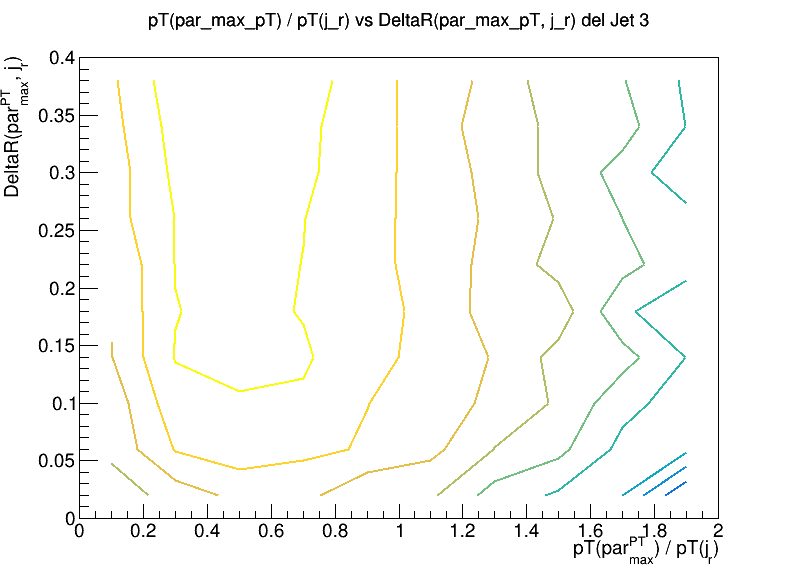 pT(par_max_pT) / pT(j_r) vs DeltaR(par_max_pT, j_r) del Jet 3
DeltaR(par^PT_max, j_r)
0.4
0.35
0.3
0.25
0.2
0.15
0.1
0.05
0
0 0.2 0.4 0.6 0.8 1 1.2 1.4 1.6 1.8 2
pT(par^PT_max) / pT(j_r)